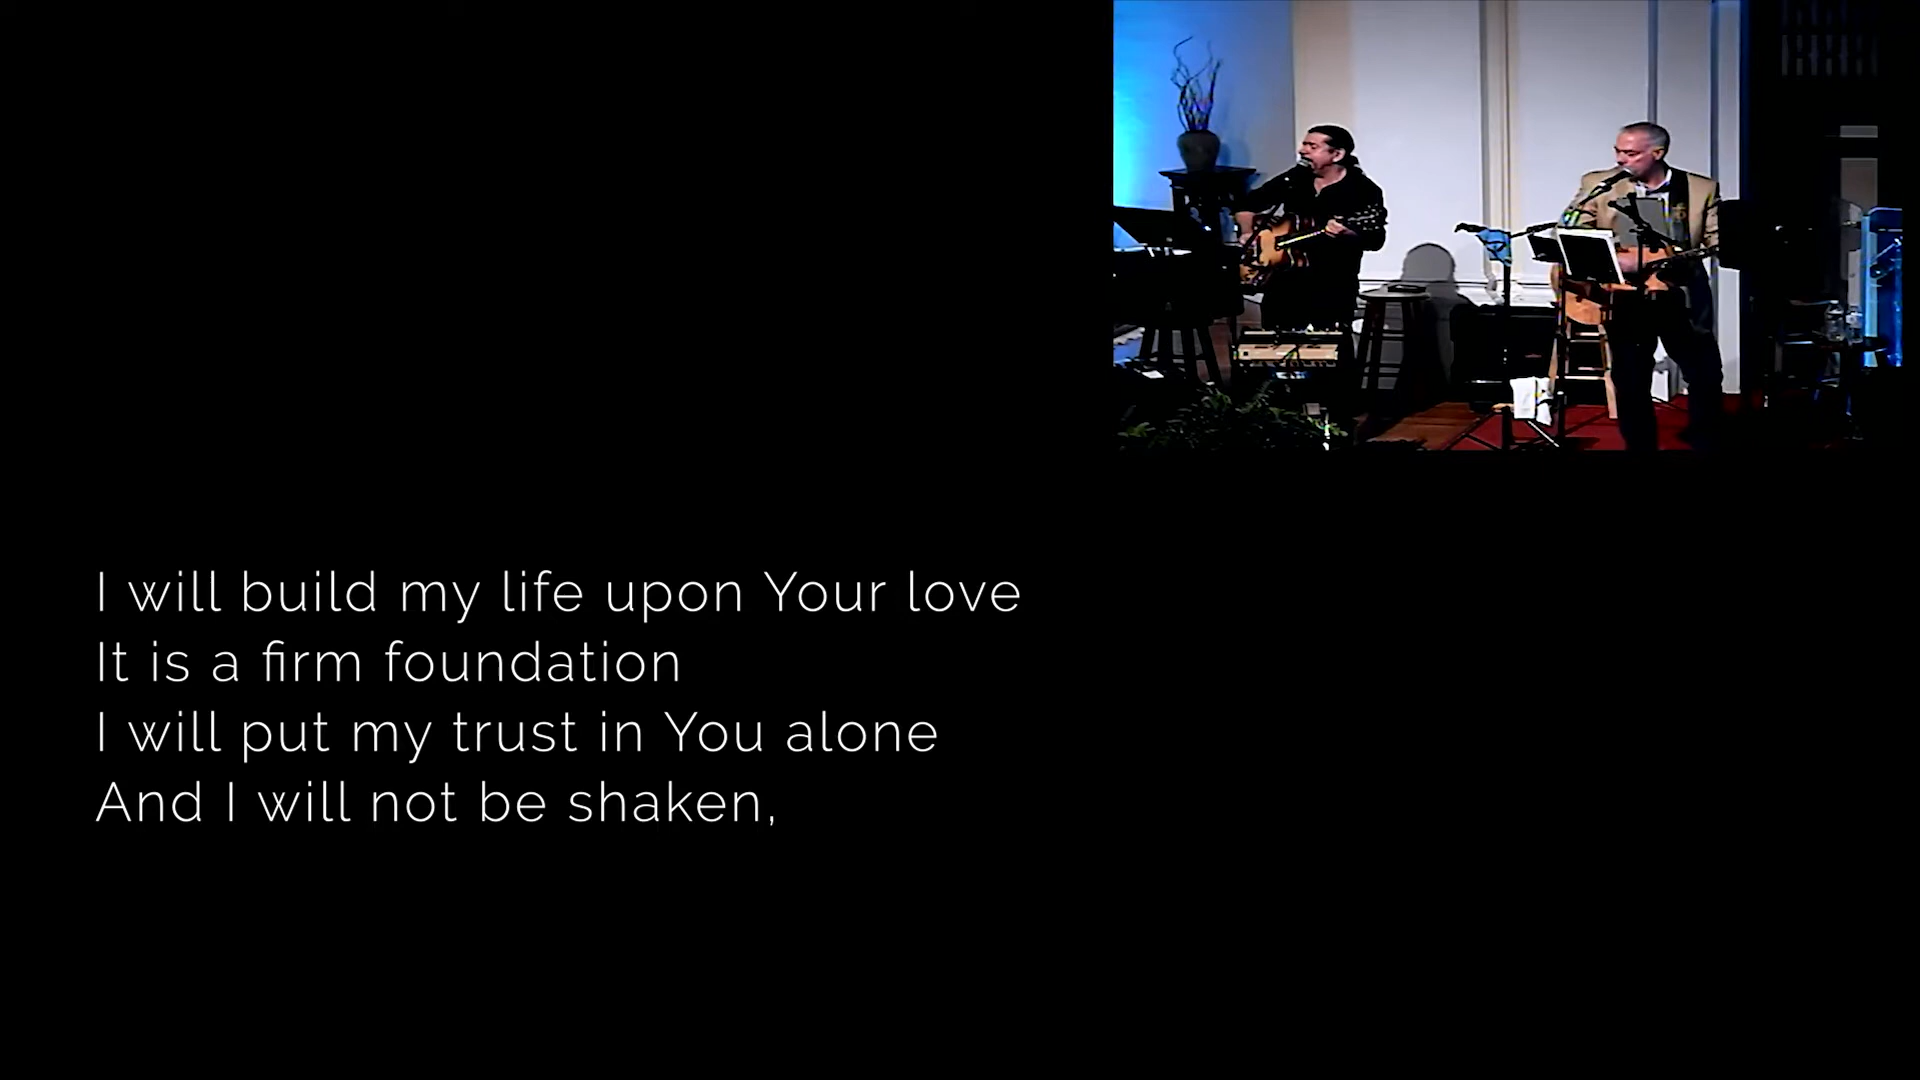 I will build my life upon Your love
It is a firm foundation
I will put my trust in You alone
And I will not be shaken,